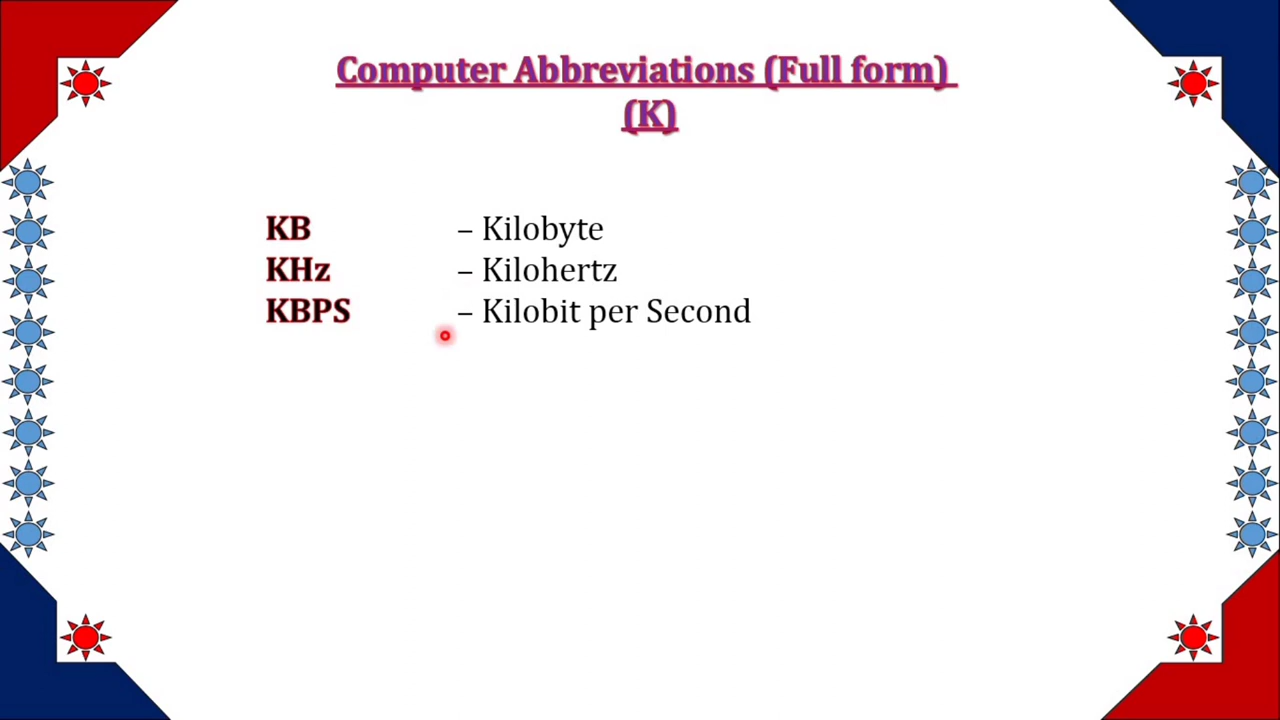 Computer Abbreviations (Full form)
(K)
KB – Kilobyte
KHz – Kilohertz
KBPS – Kilobit per Second